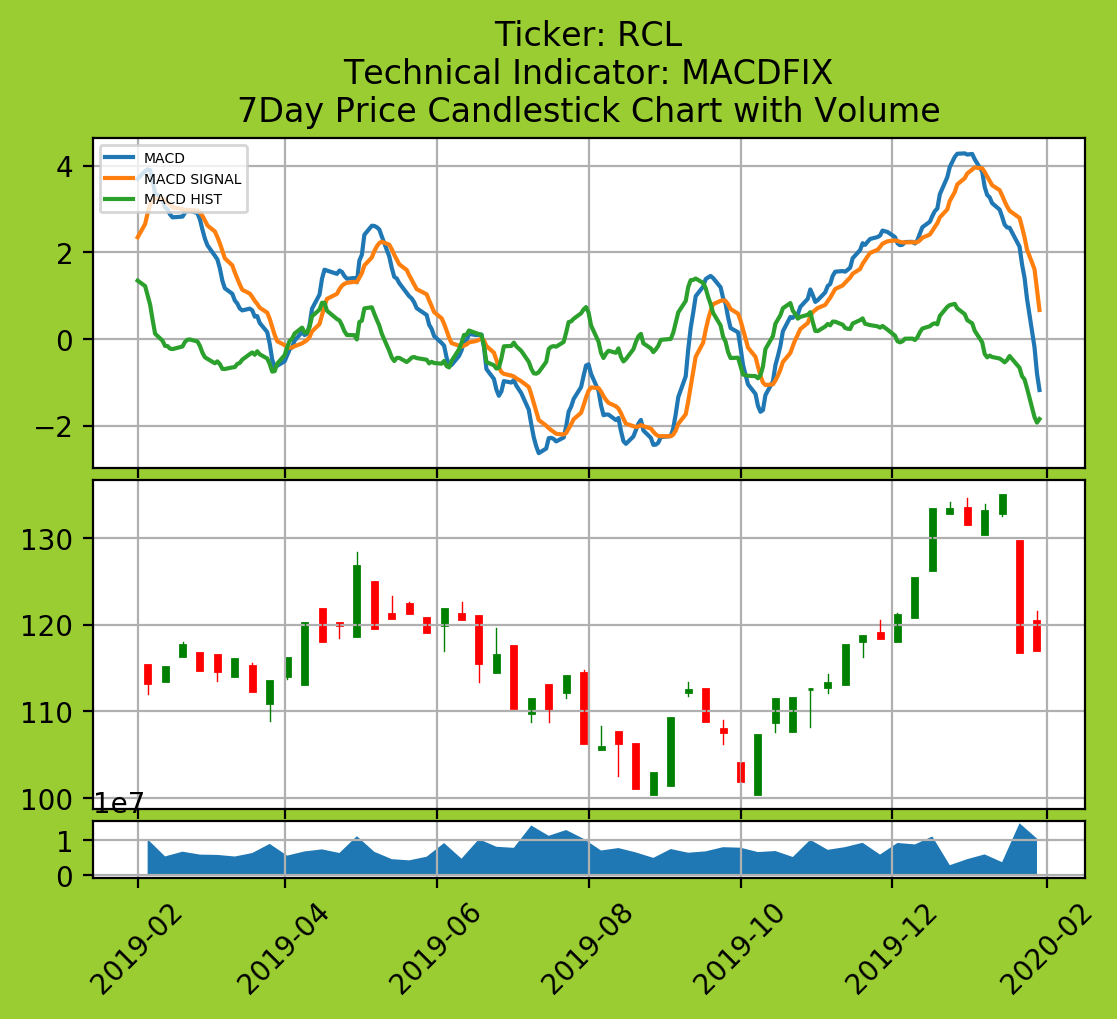 Ticker: RCL
Technical Indicator: MACDFIX
7Day Price Candlestick Chart with Volume
MACD
MACD SIGNAL
MACD HIST
4
2
0
−2
130
120
110
100
1e7
1
0
2019-02
2019-04
2019-06
2019-08
2019-10
2019-12
2020-02